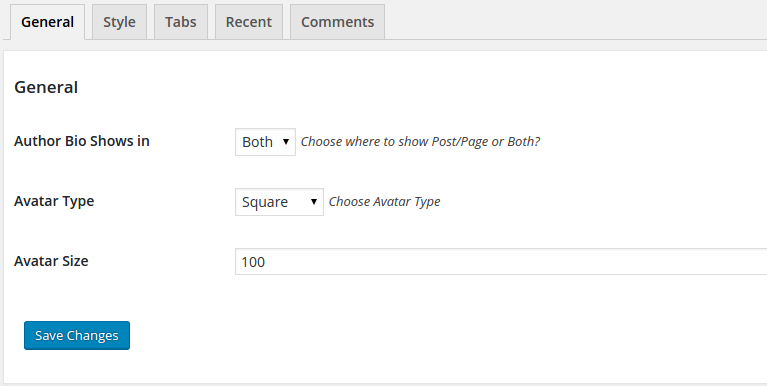 General Style Tabs Recent Comments
General
Author Bio Shows in Both Choose where to show Post/Page or Both?
Avatar Type Square Choose Avatar Type
Avatar Size 100
Save Changes